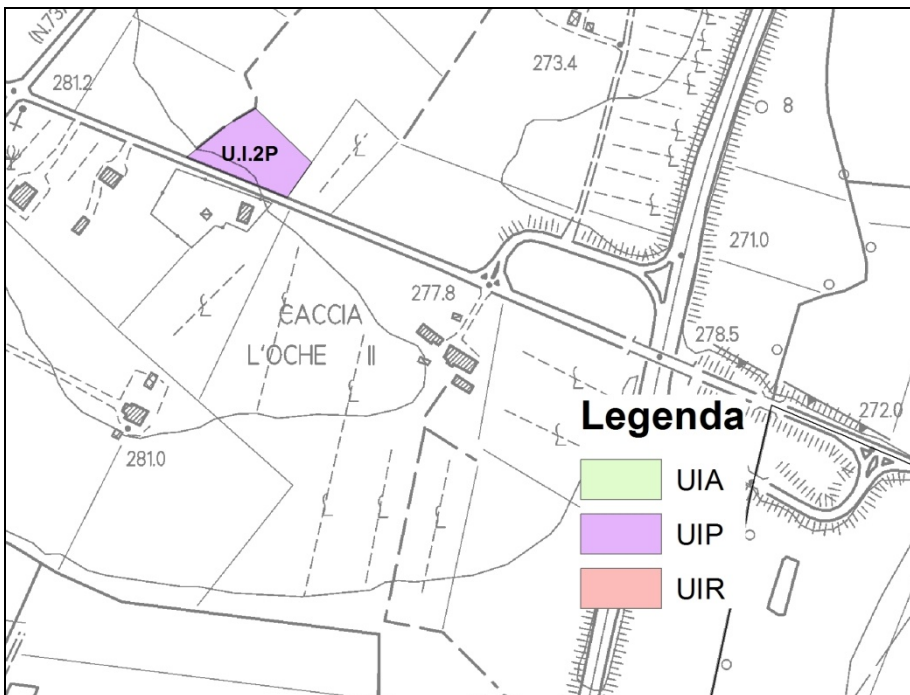 (N.73)
281.2
273.4
8
U.I.2P
271.0
277.8
CACCIA
L'OCHE II
278.5
272.0
281.0
Legenda
UIA
UIP
UIR